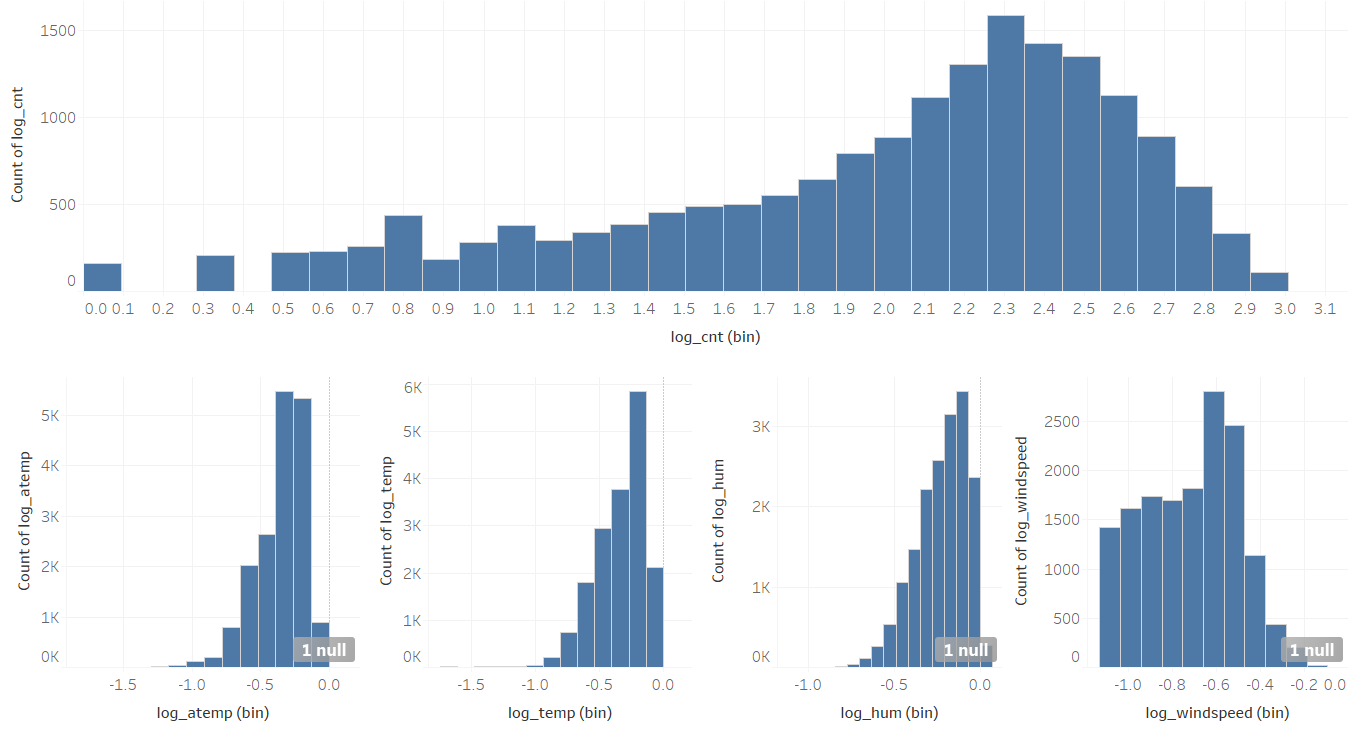 Count of log_cnt
1500
1000
500
0
0.0 0.1 0.2 0.3 0.4 0.5 0.6 0.7 0.8 0.9 1.0 1.1 1.2 1.3 1.4 1.5 1.6 1.7 1.8 1.9 2.0 2.1 2.2 2.3 2.4 2.5 2.6 2.7 2.8 2.9 3.0 3.1
log_cnt (bin)
Count of log_atemp
5K
4K
3K
2K
1K
0K
1 null
-1.5 -1.0 -0.5 0.0
log_atemp (bin)
Count of log_temp
6K
5K
4K
3K
2K
1K
0K
-1.5 -1.0 -0.5 0.0
log_temp (bin)
Count of log_hum
3K
2K
1K
0K
1 null
-1.0 -0.5 0.0
log_hum (bin)
Count of log_windspeed
2500
2000
1500
1000
500
0
1 null
-1.0 -0.8 -0.6 -0.4 -0.2 0.0
log_windspeed (bin)